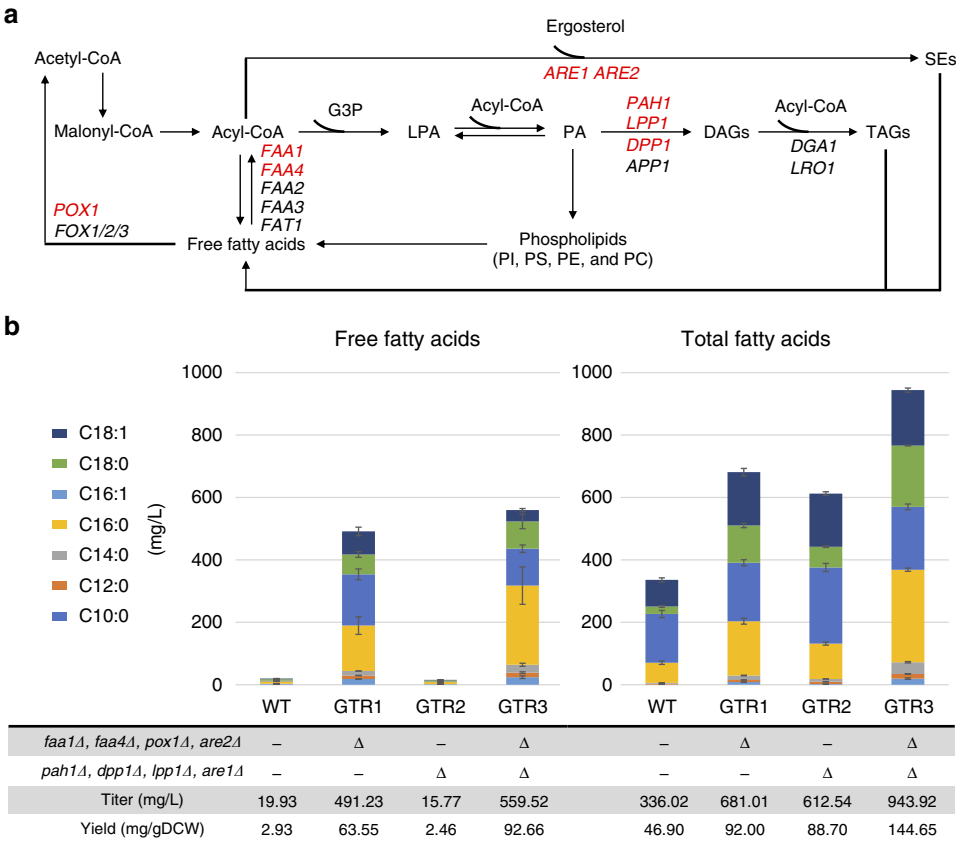 a
Ergosterol
Acetyl-CoA
SEs
ARE1 ARE2
G3P
Acyl-CoA
PAH1
Acyl-CoA
LPP1
Malonyl-CoA
Acyl-CoA
LPA
PA
DAGs
TAGs
FAA1
DPP1
DGA1
FAA4
APP1
LRO1
FAA2
FAA3
POX1
FAT1
FOX1/2/3
Free fatty acids
Phospholipids
(PI, PS, PE, and PC)
b
Free fatty acids
Total fatty acids
C18:1
C18:0
C16:1
C16:0
C14:0
C12:0
C10:0
(mg/L)
1000
800
600
400
200
0
1000
800
600
400
200
0
WT GTR1 GTR2 GTR3 WT GTR1 GTR2 GTR3
faa1Δ, faa4Δ, pox1Δ, are2Δ – Δ – Δ – Δ – Δ
pah1Δ, dpp1Δ, lpp1Δ, are1Δ – – Δ Δ – – Δ Δ
Titer (mg/L) 19.93 491.23 15.77 559.52 336.02 681.01 612.54 943.92
Yield (mg/gDCW) 2.93 63.55 2.46 92.66 46.90 92.00 88.70 144.65